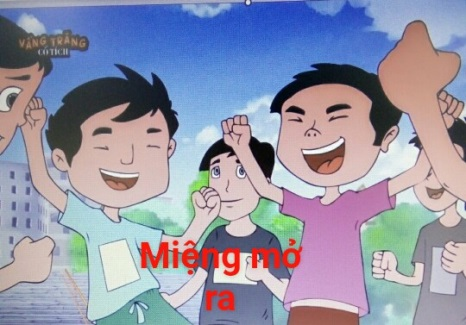 VẦNG TRĂNG
CỔ TÍCH
Miệng mở
ra